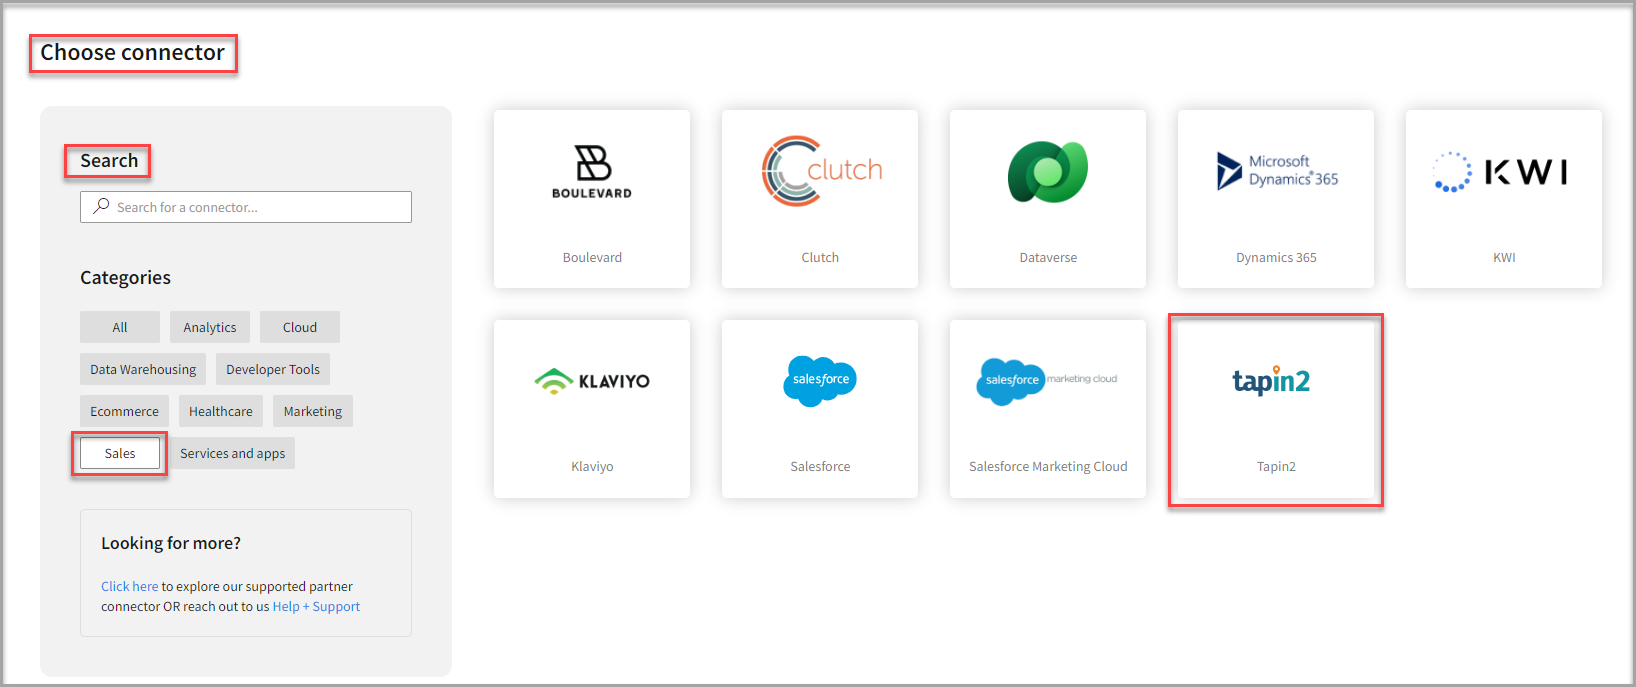 Choose connector
Search
Search for a connector...
Categories
All
Analytics
Cloud
Data Warehousing
Developer Tools
Ecommerce
Healthcare
Marketing
Sales
Services and apps
Looking for more?
Click here to explore our supported partner
connector OR reach out to us Help + Support
BOULEVARD
Boulevard
clutch
Clutch
Dataverse
Microsoft
Dynamics® 365
Dynamics 365
KWI
KWI
KLAVIYO
Klaviyo
salesforce
Salesforce
salesforce marketing cloud
Salesforce Marketing Cloud
tapin2
Tapin2